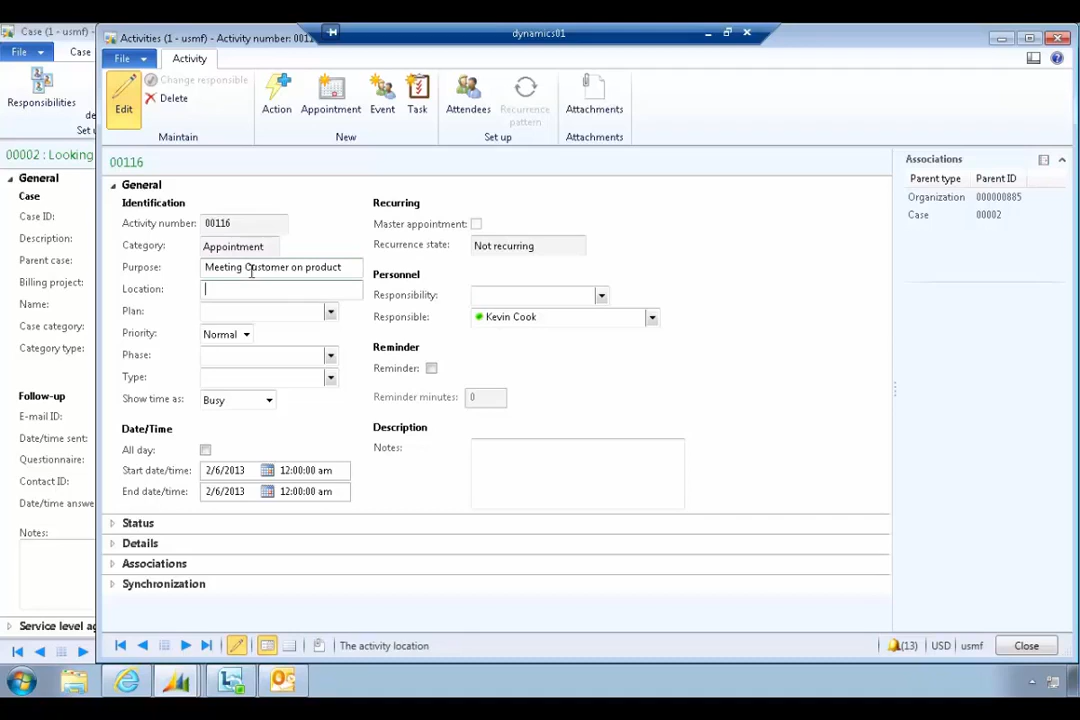 Case (1 - usmf)
Activities (1 - usmf) - Activity number: 0011
dynamics01
File
Case
File
Activity
Responsibilities
Set u
Edit
Change responsible
Delete
Maintain
Action
Appointment
Event
Task
New
Attendees
Recurrence
pattern
Set up
Attachments
Attachments
00002 : Looking
General
Case
Case ID:
Description:
Parent case:
Billing project:
Name:
Case category:
Category type:
Follow-up
E-mail ID:
Date/time sent:
Questionnaire:
Contact ID:
Date/time answe
Notes:
Service level ag
00116
General
Identification
Activity number: 00116
Category: Appointment
Purpose: Meeting Customer on product
Location:
Plan:
Priority: Normal
Phase:
Type:
Show time as: Busy
Date/Time
All day:
Start date/time: 2/6/2013 12:00:00 am
End date/time: 2/6/2013 12:00:00 am
Recurring
Master appointment:
Recurrence state: Not recurring
Personnel
Responsibility:
Responsible: Kevin Cook
Reminder
Reminder:
Reminder minutes: 0
Description
Notes:
Status
Details
Associations
Synchronization
Associations
Parent type Parent ID
Organization 000000885
Case 00002
The activity location
(13) USD usmf Close